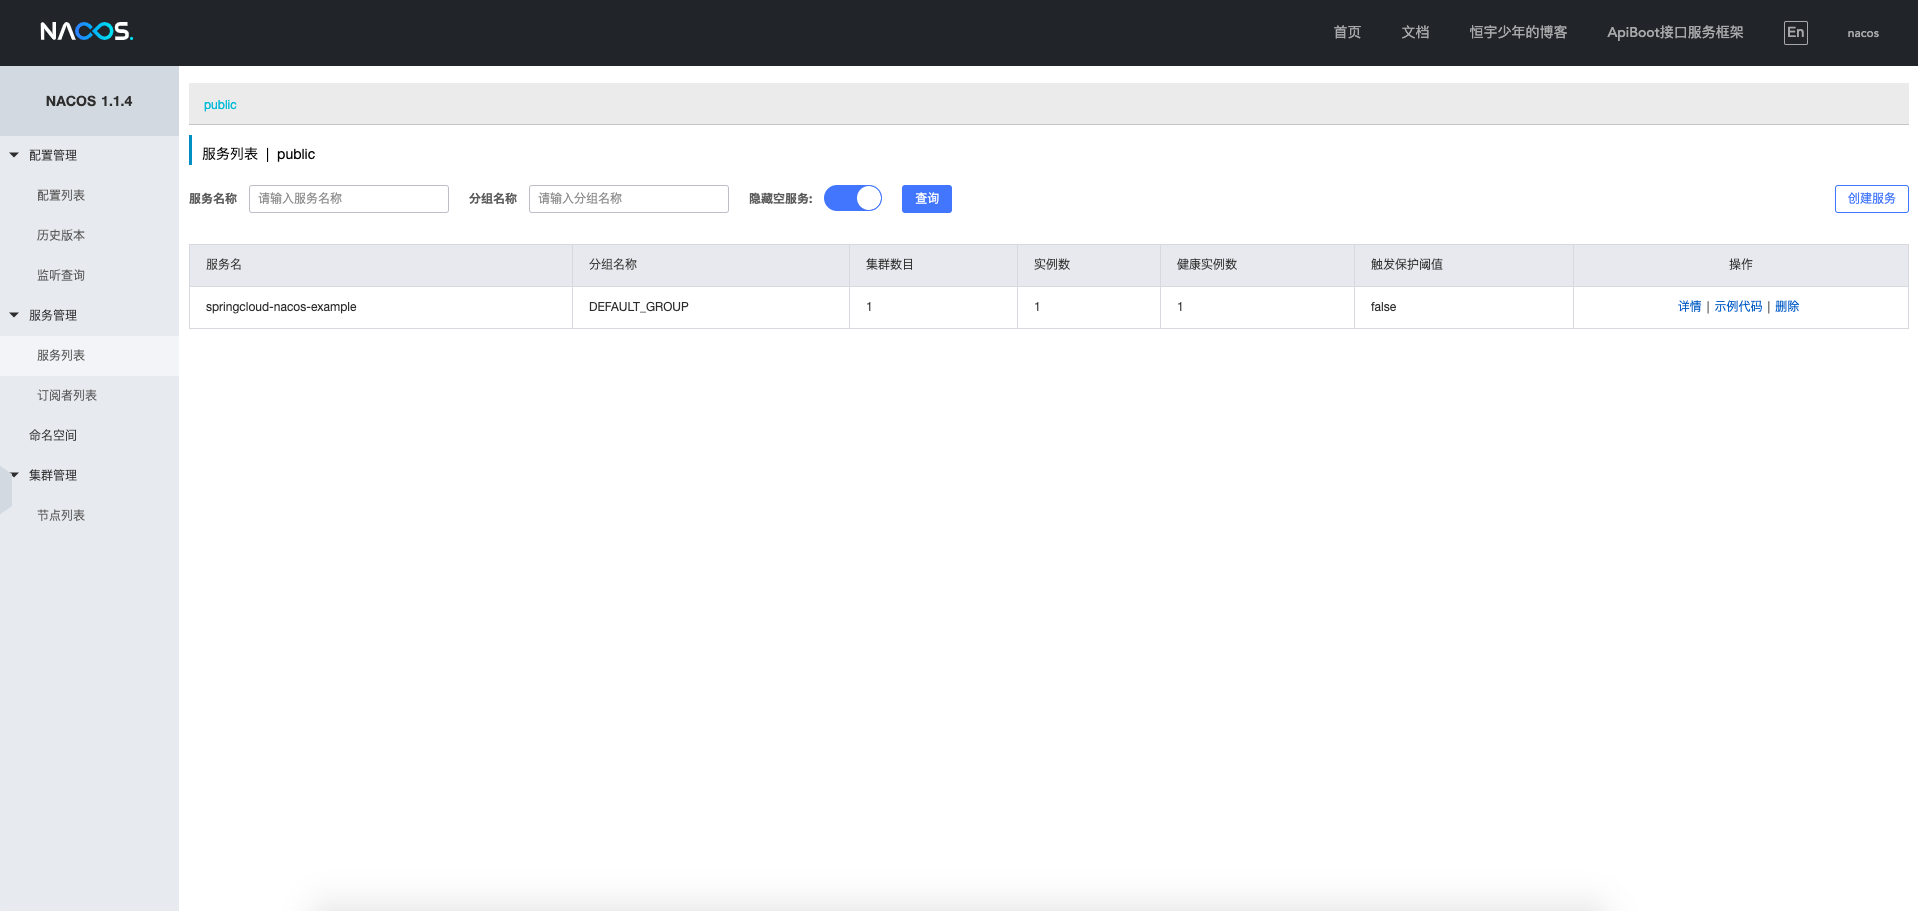 NACOS.
首页 文档 恒宇少年的博客 ApiBoot接口服务框架 En nacos
NACOS 1.1.4
配置管理
配置列表
历史版本
监听查询
服务管理
服务列表
订阅者列表
命名空间
集群管理
节点列表
public
服务列表 | public
服务名称 请输入服务名称 分组名称 请输入分组名称 隐藏空服务: 查询 创建服务
服务名 分组名称 集群数目 实例数 健康实例数 触发保护阈值 操作
springcloud-nacos-example DEFAULT_GROUP 1 1 1 false 详情 | 示例代码 | 删除